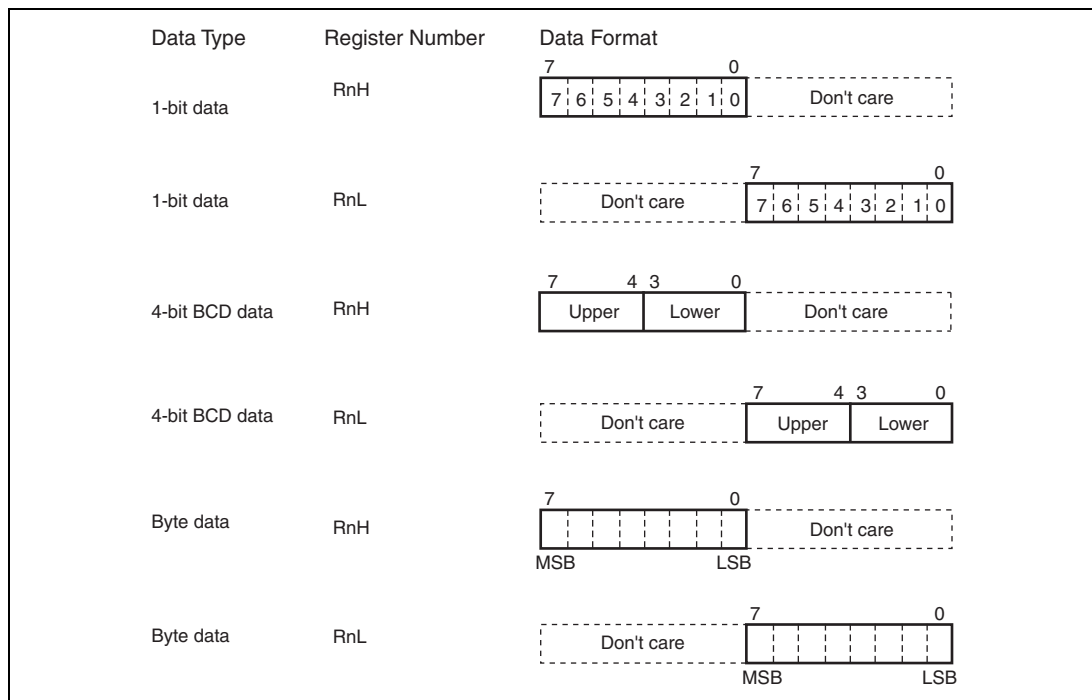 Data Type Register Number Data Format
7 0
1-bit data RnH 7 6 5 4 3 2 1 0 Don't care
7 0
1-bit data RnL Don't care 7 6 5 4 3 2 1 0
7 4 3 0
4-bit BCD data RnH Upper Lower Don't care
7 4 3 0
4-bit BCD data RnL Don't care Upper Lower
7 0
Byte data RnH Don't care
MSB LSB
7 0
Byte data RnL Don't care
MSB LSB